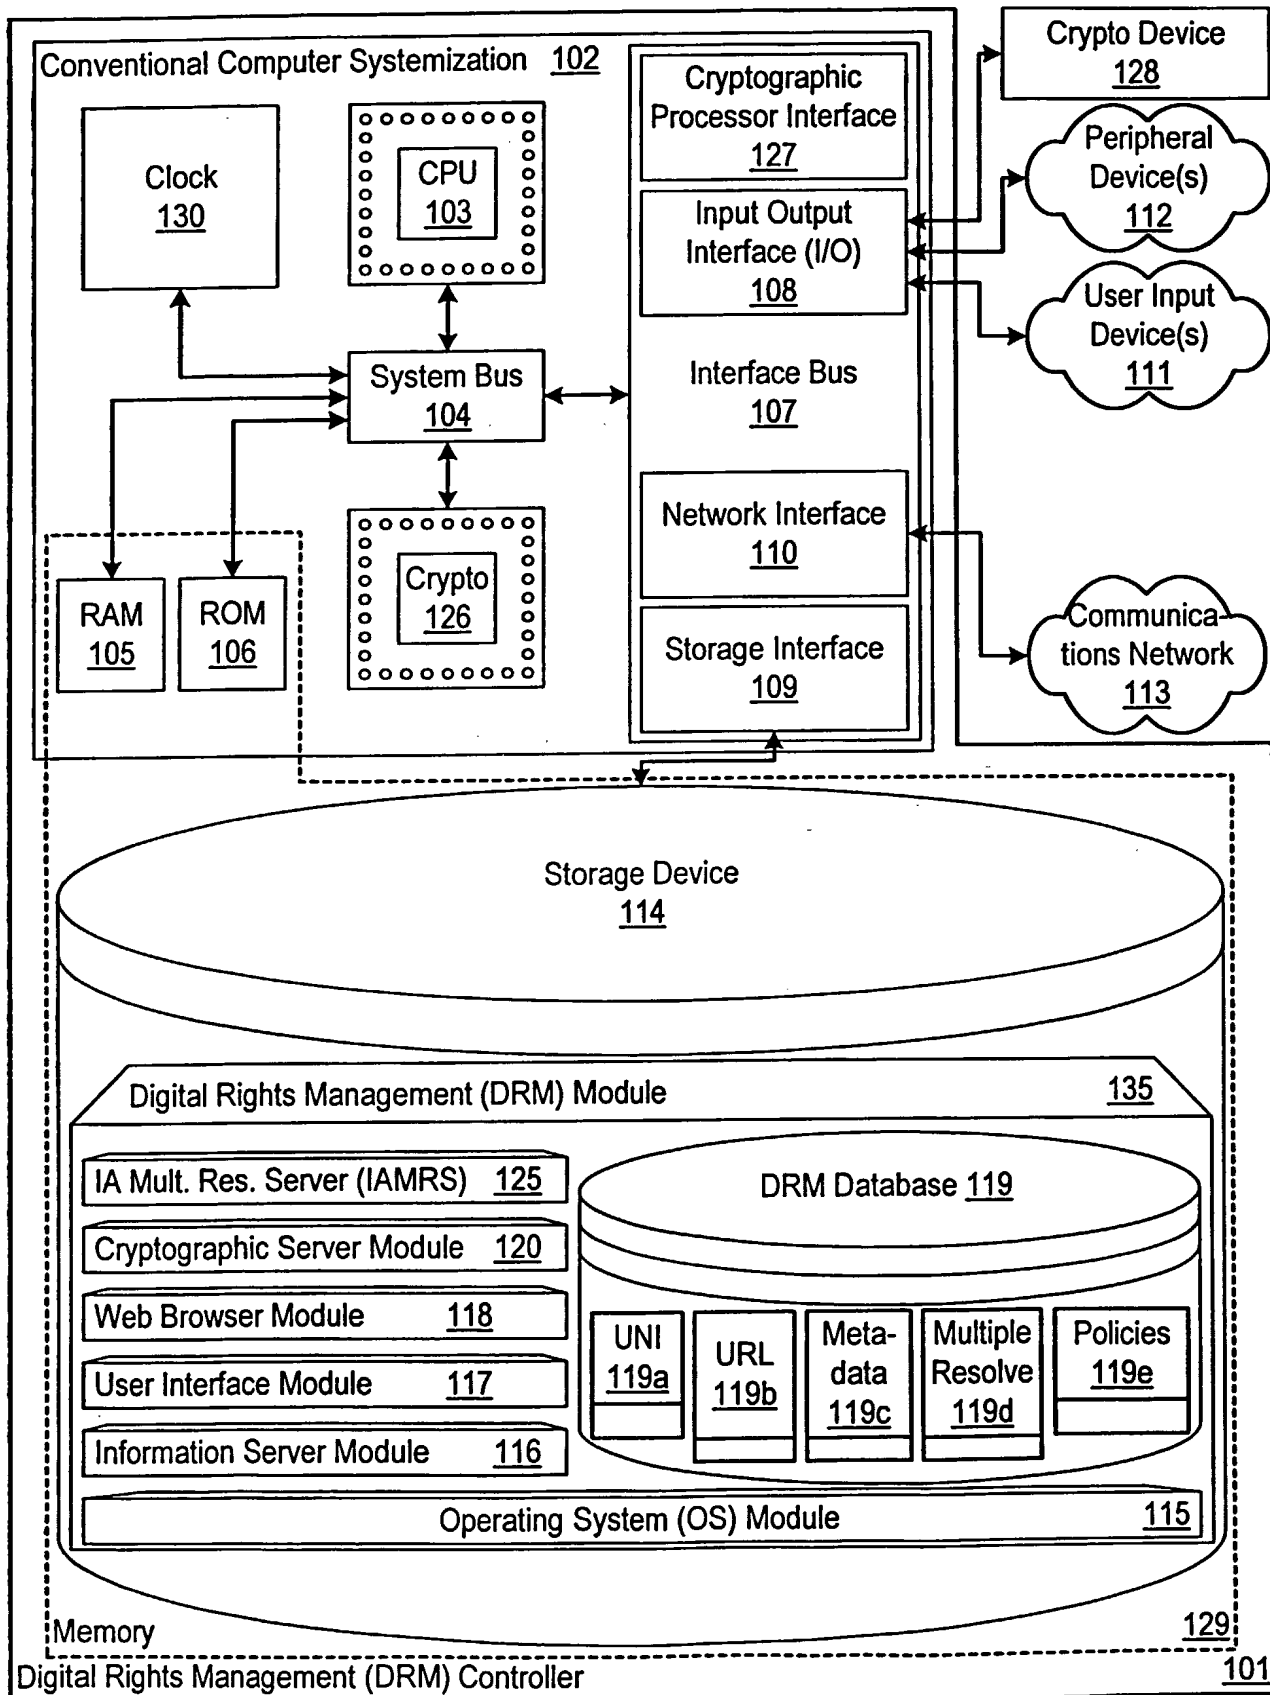 Conventional Computer Systemization 102
Clock
130
CPU
103
System Bus
104
Crypto
126
RAM
105
ROM
106
Cryptographic
Processor Interface
127
Input Output
Interface (I/O)
108
Interface Bus
107
Network Interface
110
Storage Interface
109
Crypto Device
128
Peripheral
Device(s)
112
User Input
Device(s)
111
Communica-
tions Network
113
Storage Device
114
Digital Rights Management (DRM) Module 135
IA Mult. Res. Server (IAMRS) 125
Cryptographic Server Module 120
Web Browser Module 118
User Interface Module 117
Information Server Module 116
DRM Database 119
UNI
119a
URL
119b
Meta-
data
119c
Multiple
Resolve
119d
Policies
119e
Operating System (OS) Module 115
Memory 129
Digital Rights Management (DRM) Controller 101